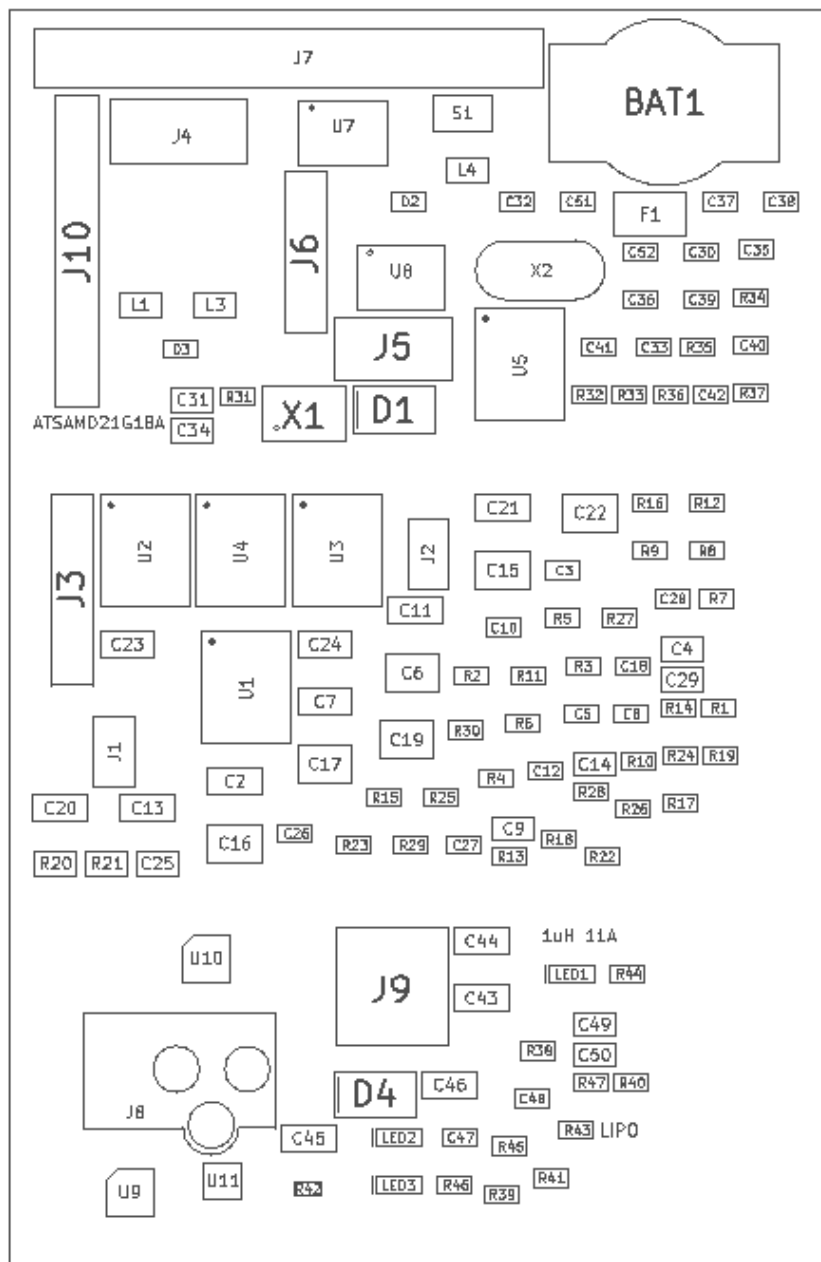 J7
BAT1
J4 U7 S1
L4
D2 C32 C51 F1 C37 C38
J10 J6 U8 X2 C52 C30 C35
L1 L3 C36 C39 R34
D3 J5 U5 C41 C33 R35 C40
C31 R31 X1 D1 R32 R33 R36 C42 R37
ATSAMD21G18A C34
C21 C22 R16 R12
J3 U2 U4 U3 J2 R9 R8
C15 C3
C11 C28 R7
C10 R5 R27
C23 U1 C24 C4
C6 R2 R11 R3 C18 C29
C7 C5 C8 R14 R1
C19 R30 R6
J1 C17 R4 C12 C14 R10 R24 R19
C2 R15 R25 R28
C20 C13 R26 R17
C16 C26 R23 R29 C27 C9 R18
R20 R21 C25 R13 R22
U10 C44 1uH 11A
J9 LED1 R44
C43
C49
R38 C50
D4 C46 R47 R40
J8 C48
C45 LED2 C47 R45 R43 LIPO
U9 U11 R42 LED3 R46 R39 R41